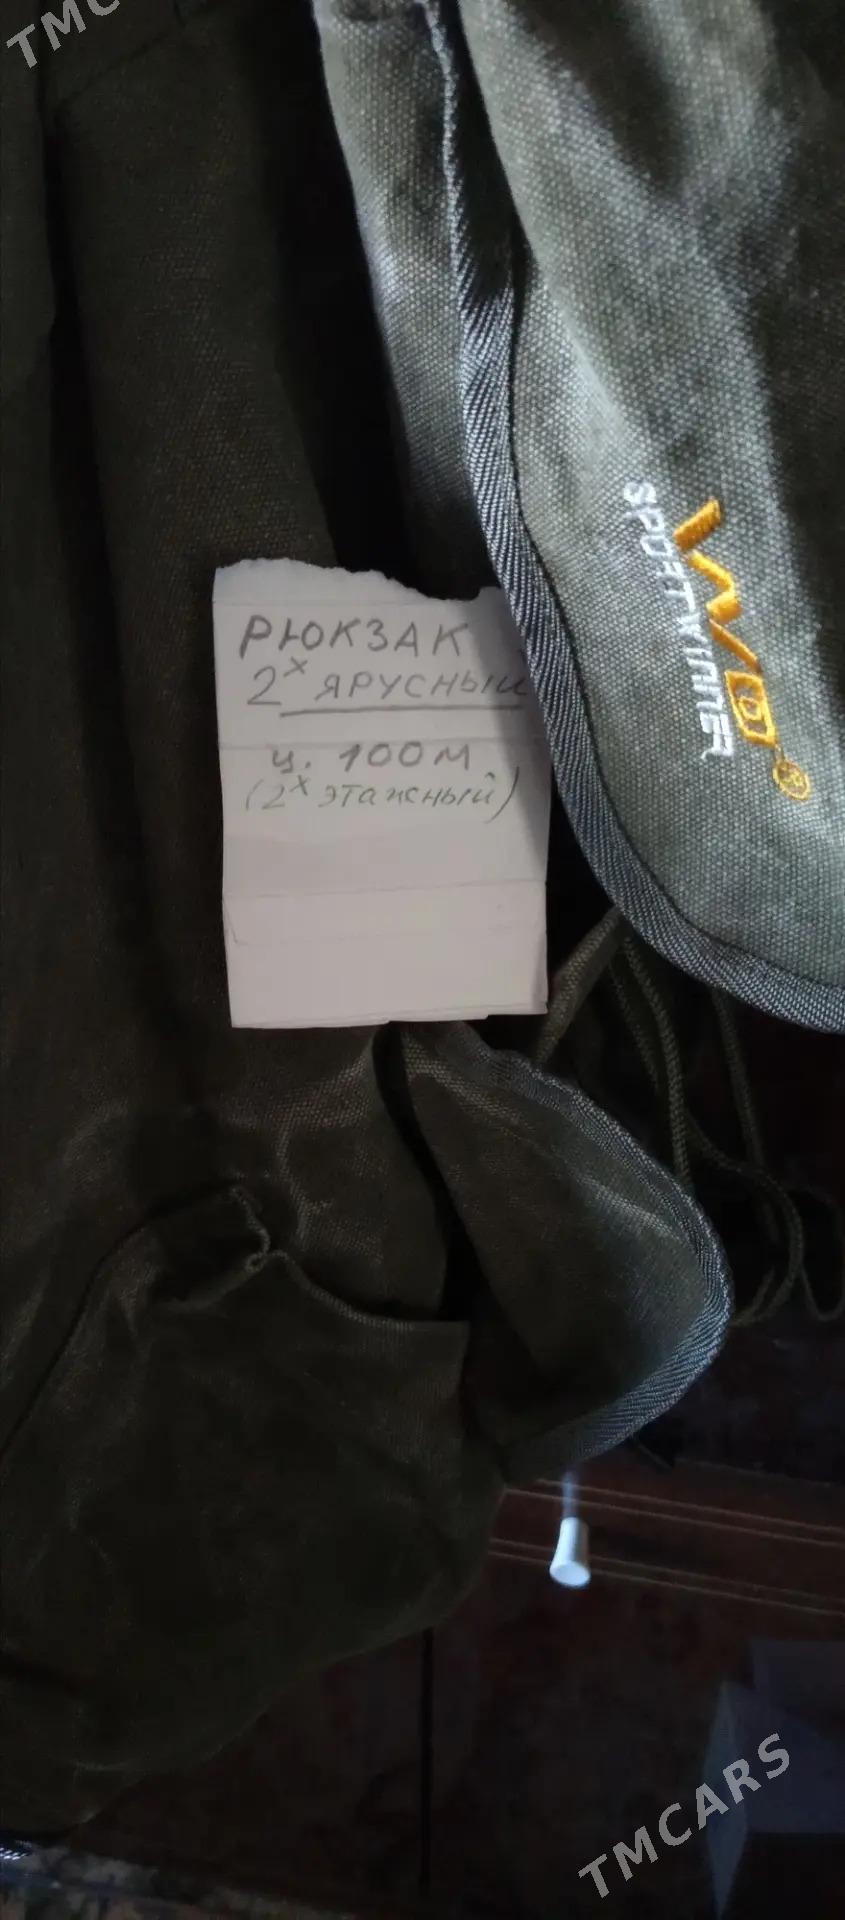 TMC
SPORTWINNER
РЮКЗАК
2х ЯРУСНЫЙ
ц. 100м
(2х этажный)
TMCARS